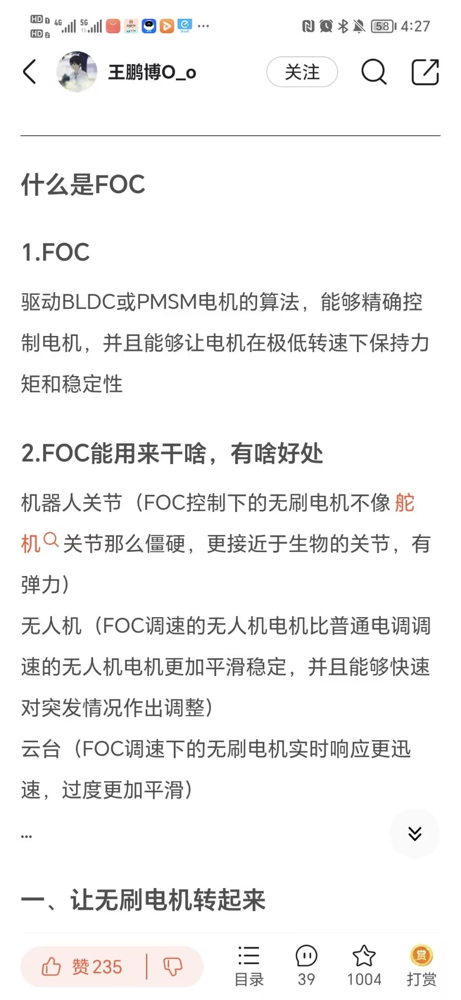 HD 1 4G 5G 58 4:27
HD 2
王鹏博O_o 关注
什么是FOC
1.FOC
驱动BLDC或PMSM电机的算法，能够精确控
制电机，并且能够让电机在极低转速下保持力
矩和稳定性
2.FOC能用来干啥，有啥好处
机器人关节（FOC控制下的无刷电机不像舵
机关节那么僵硬，更接近于生物的关节，有
弹力）
无人机（FOC调速的无人机电机比普通电调调
速的无人机电机更加平滑稳定，并且能够快速
对突发情况作出调整）
云台（FOC调速下的无刷电机实时响应更迅
速，过度更加平滑）
...
一、让无刷电机转起来
赞 235 目录 39 1004 赏 打赏